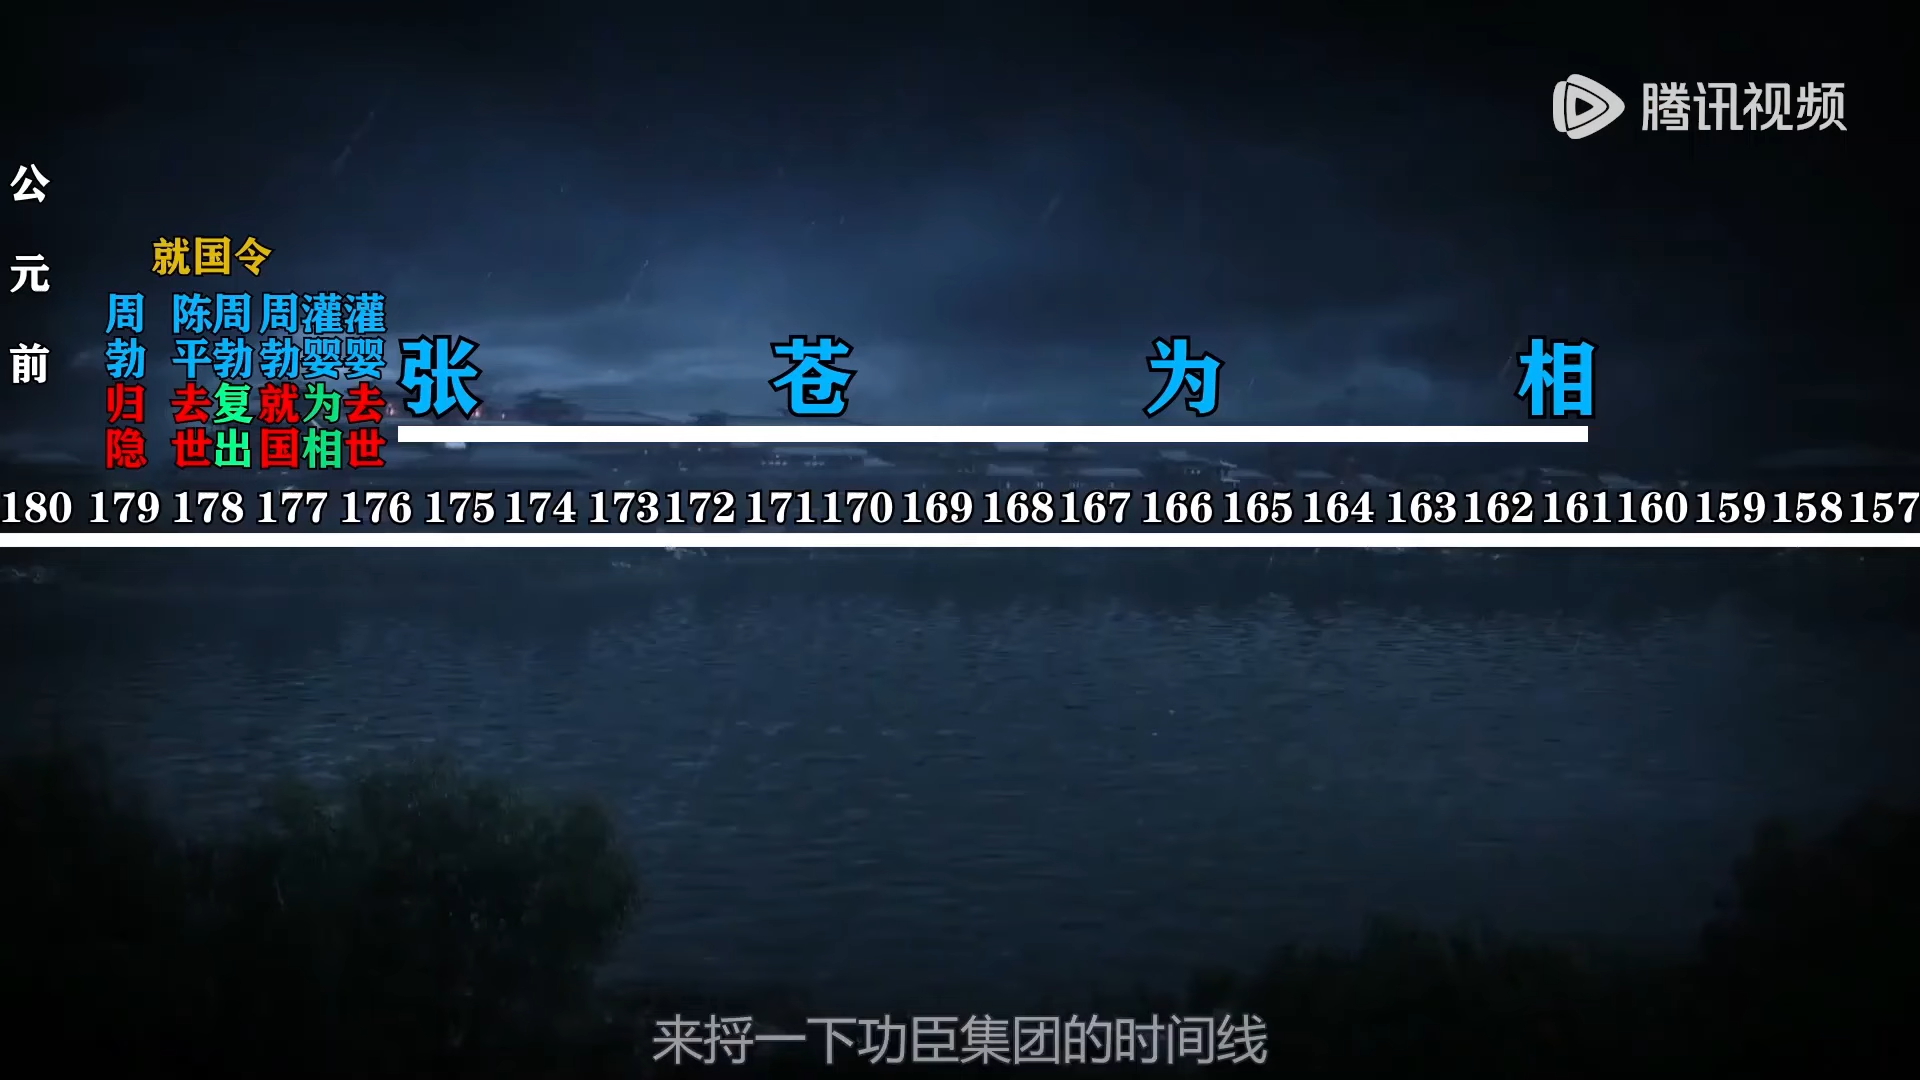 腾讯视频
公元前
就国令
周勃归隐
陈平去世
周勃复出
周勃就国
灌婴为相
灌婴去世
张苍为相
180 179 178 177 176 175 174 173 172 171 170 169 168 167 166 165 164 163 162 161 160 159 158 157
来捋一下功臣集团的时间线